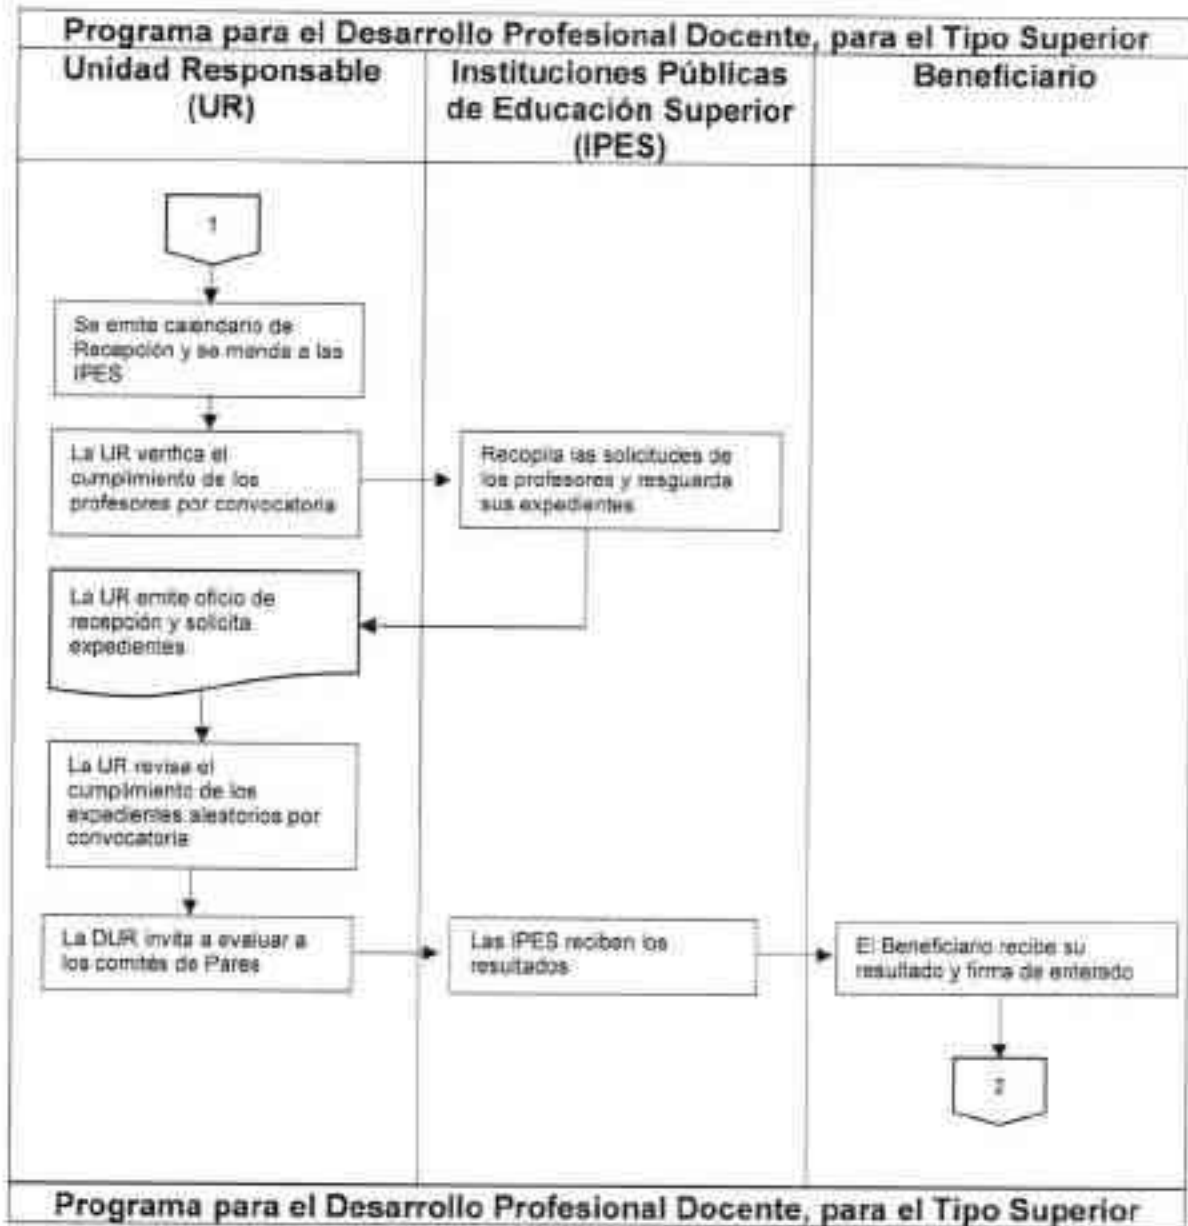 Programa para el Desarrollo Profesional Docente, para el Tipo Superior
Unidad Responsable
(UR)
Instituciones Públicas
de Educación Superior
(IPES)
Beneficiario
1
Se emite calendario de
Recepción y se manda a las
IPES
La UR verifica el
cumplimiento de los
profesores por convocatoria
Recopila las solicitudes de
los profesores y resguarda
sus expedientes
La UR emite oficio de
recepción y solicita
expedientes
La UR revisa el
cumplimiento de los
expedientes aleatorios por
convocatoria
La DUR invita a evaluar a
los comités de Pares
Las IPES reciben los
resultados
El Beneficiario recibe su
resultado y firma de enterado
2
Programa para el Desarrollo Profesional Docente, para el Tipo Superior